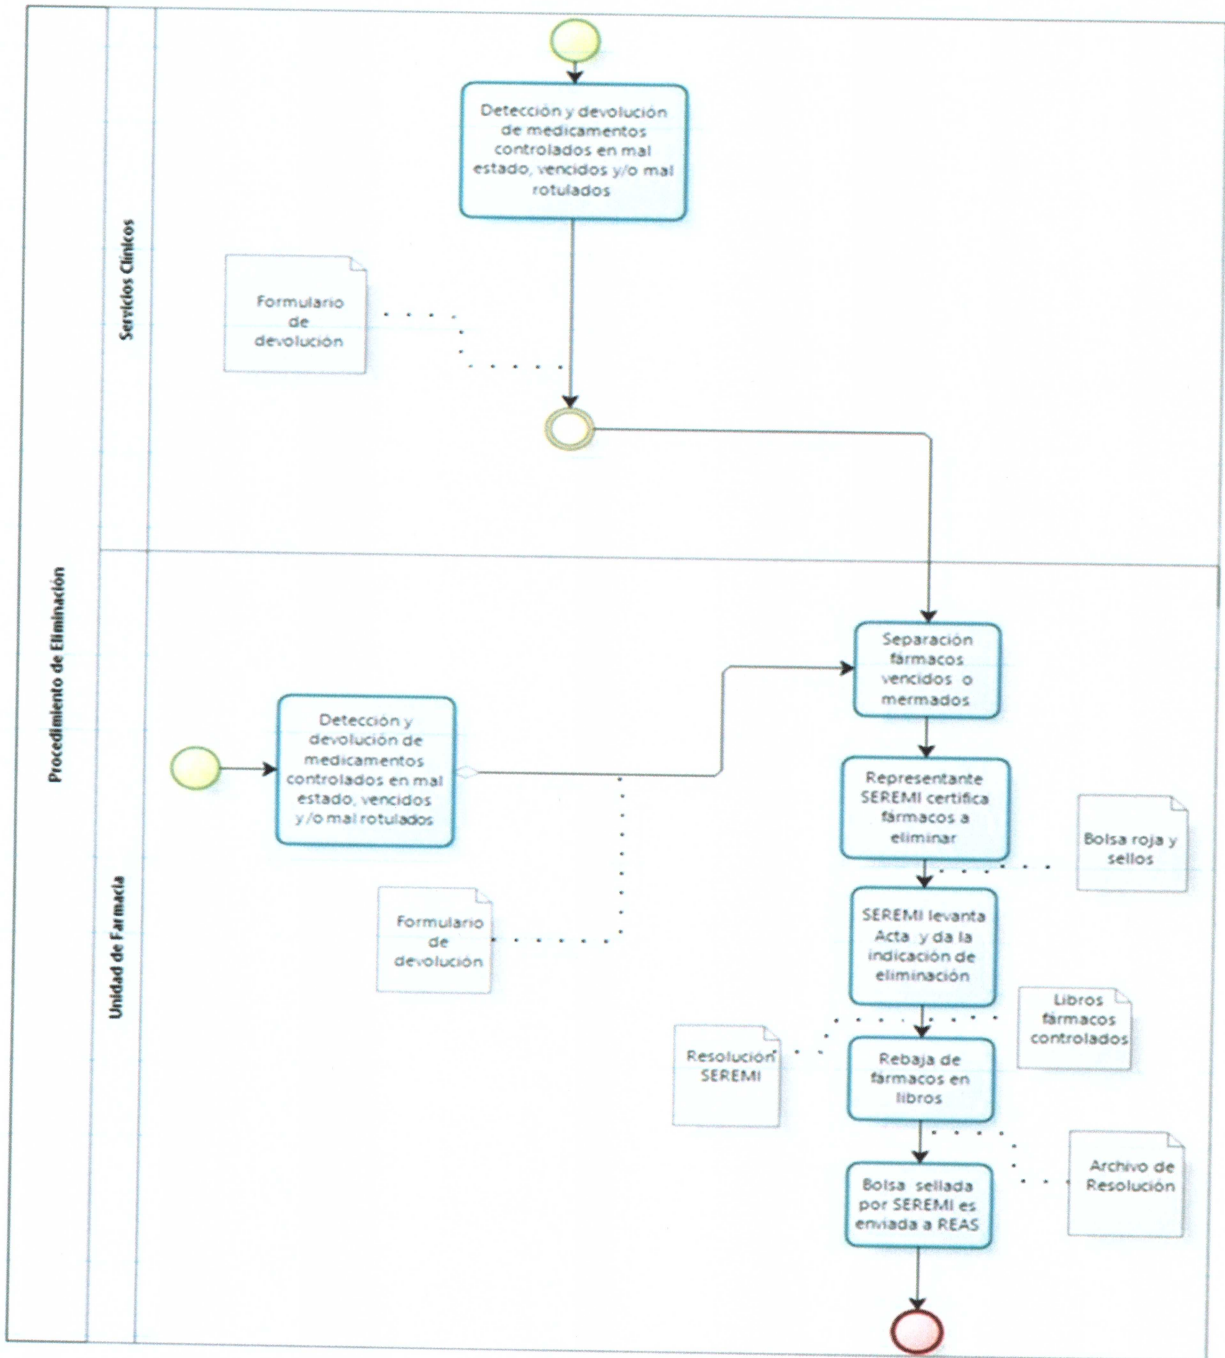 Procedimiento de Eliminación
Servicios Clínicos
Detección y devolución
de medicamentos
controlados en mal
estado, vencidos y/o mal
rotulados
Formulario
de
devolución
Unidad de Farmacia
Detección y
devolución de
medicamentos
controlados en mal
estado, vencidos
y/o mal rotulados
Formulario
de
devolución
Separación
fármacos
vencidos o
mermados
Representante
SEREMI certifica
fármacos a
eliminar
Bolsa roja y
sellos
SEREMI levanta
Acta y da la
indicación de
eliminación
Libros
fármacos
controlados
Resolución
SEREMI
Rebaja de
fármacos en
libros
Archivo de
Resolución
Bolsa sellada
por SEREMI es
enviada a REAS